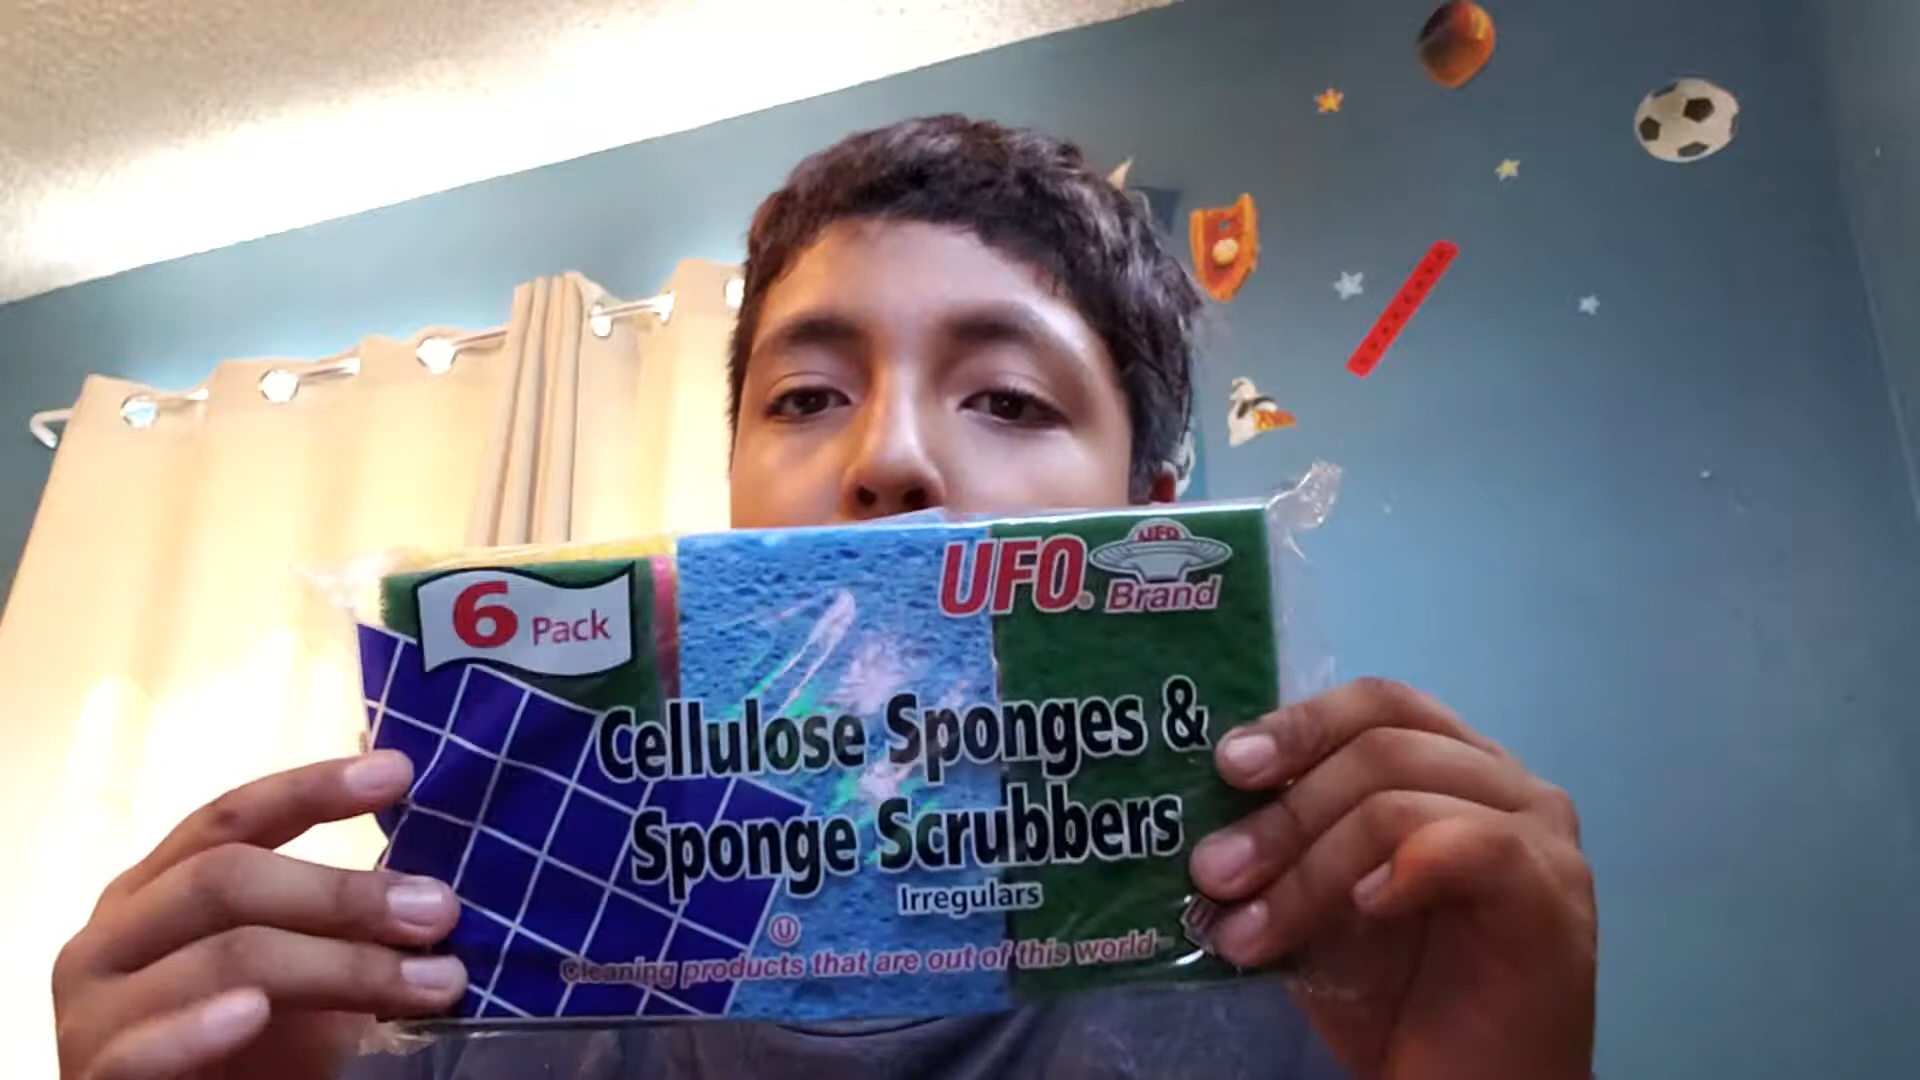 6 Pack
UFO® UFO
Brand
Cellulose Sponges &
Sponge Scrubbers
Irregulars
U
Cleaning products that are out of this world